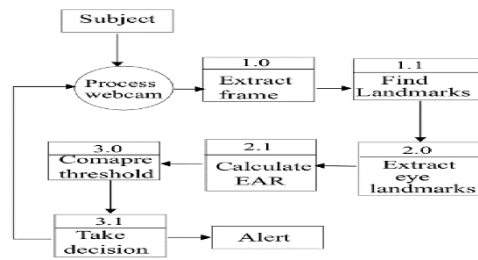 Subject
Process
webcam
1.0
Extract
frame
1.1
Find
Landmarks
2.0
Extract
eye
landmarks
2.1
Calculate
EAR
3.0
Comapre
threshold
3.1
Take
decision
Alert